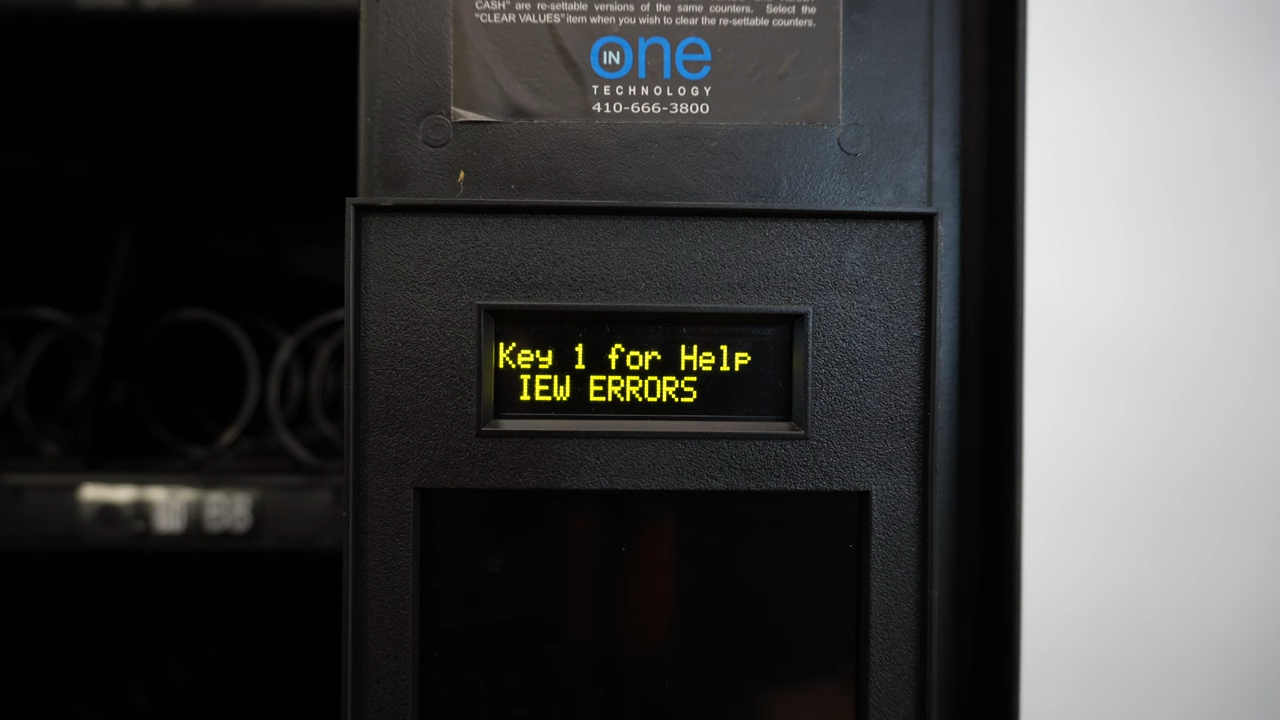 CASH" are re-settable versions of the same counters. Select the
"CLEAR VALUES" item when you wish to clear the re-settable counters.
IN one
TECHNOLOGY
410-666-3800
Key 1 for Help
IEW ERRORS